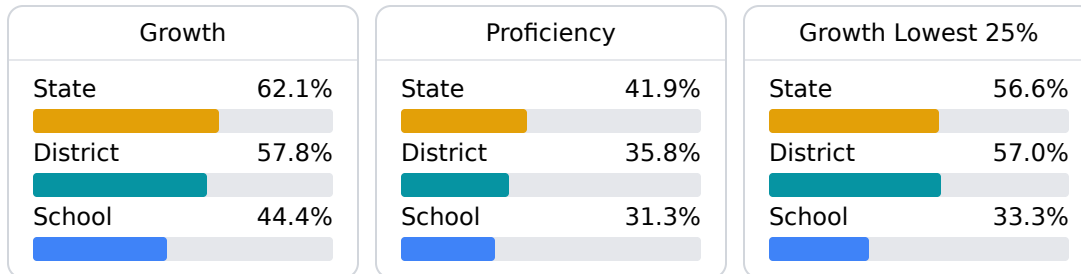 Growth
State 62.1%
District 57.8%
School 44.4%
Proficiency
State 41.9%
District 35.8%
School 31.3%
Growth Lowest 25%
State 56.6%
District 57.0%
School 33.3%